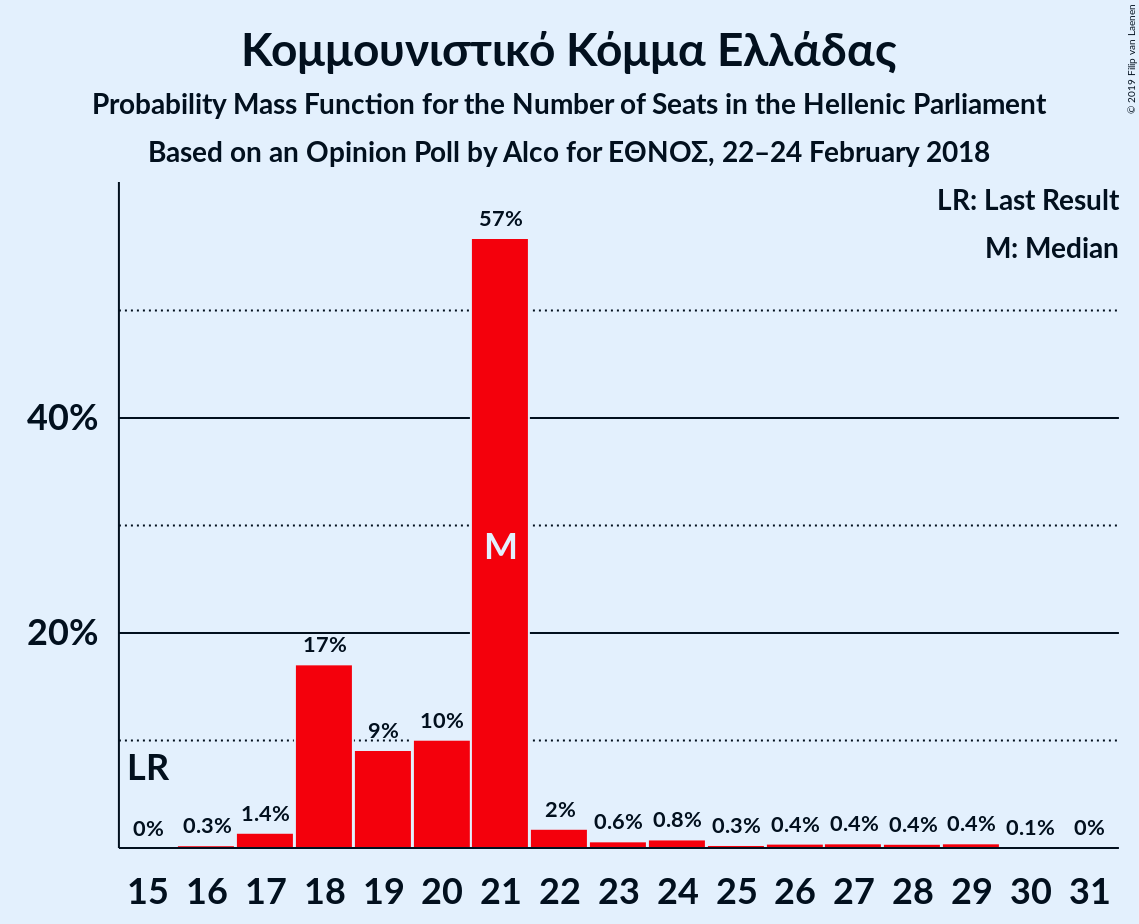 Κομμουνιστικό Κόμμα Ελλάδας
Probability Mass Function for the Number of Seats in the Hellenic Parliament
Based on an Opinion Poll by Alco for ΕΘΝΟΣ, 22–24 February 2018
© 2019 Filip van Laenen
LR: Last Result
M: Median
57%
40%
M
20%
17%
10%
9%
LR
2%
1.4%
0.8%
0.6%
0% 0.3% 0.3% 0.4% 0.4% 0.4% 0.4% 0.1% 0%
15 16 17 18 19 20 21 22 23 24 25 26 27 28 29 30 31